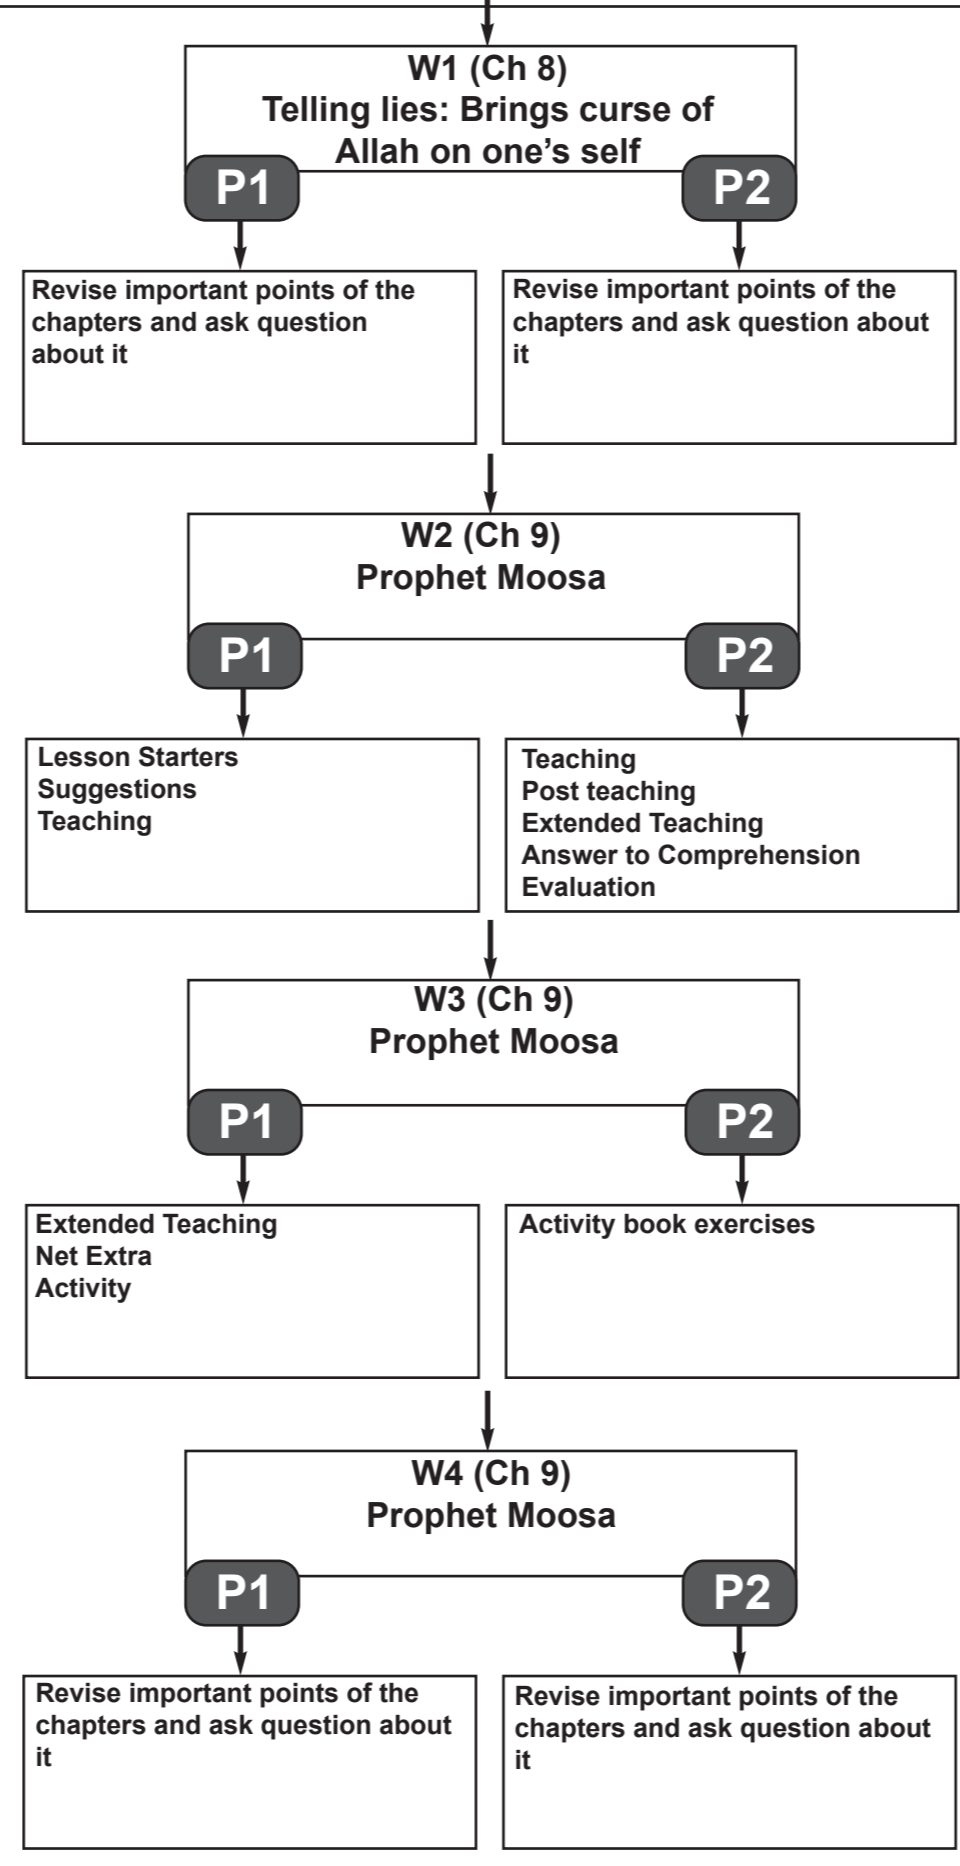 W1 (Ch 8)
Telling lies: Brings curse of
Allah on one's self
P1
P2
Revise important points of the
chapters and ask question
about it
Revise important points of the
chapters and ask question about
it
W2 (Ch 9)
Prophet Moosa
P1
P2
Lesson Starters
Suggestions
Teaching
Teaching
Post teaching
Extended Teaching
Answer to Comprehension
Evaluation
W3 (Ch 9)
Prophet Moosa
P1
P2
Extended Teaching
Net Extra
Activity
Activity book exercises
W4 (Ch 9)
Prophet Moosa
P1
P2
Revise important points of the
chapters and ask question about
it
Revise important points of the
chapters and ask question about
it